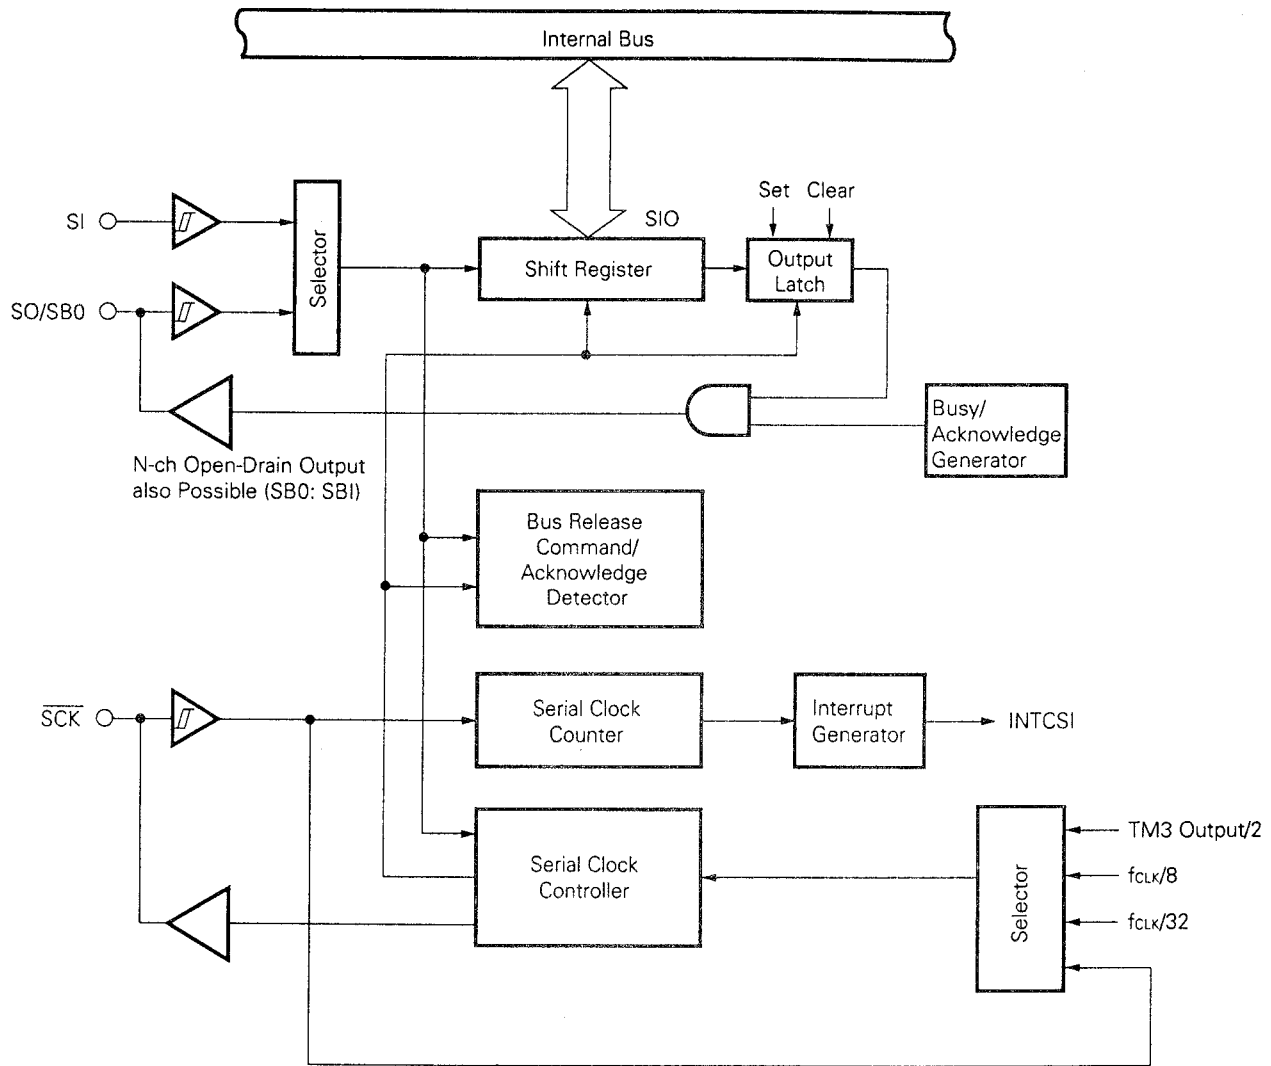 Internal Bus
Set Clear
SI
SIO
Selector
Shift Register
Output
Latch
SO/SB0
Busy/
Acknowledge
Generator
N-ch Open-Drain Output
also Possible (SB0: SBI)
Bus Release
Command/
Acknowledge
Detector
SCK
Serial Clock
Counter
Interrupt
Generator
INTCSI
Serial Clock
Controller
Selector
TM3 Output/2
fCLK/8
fCLK/32